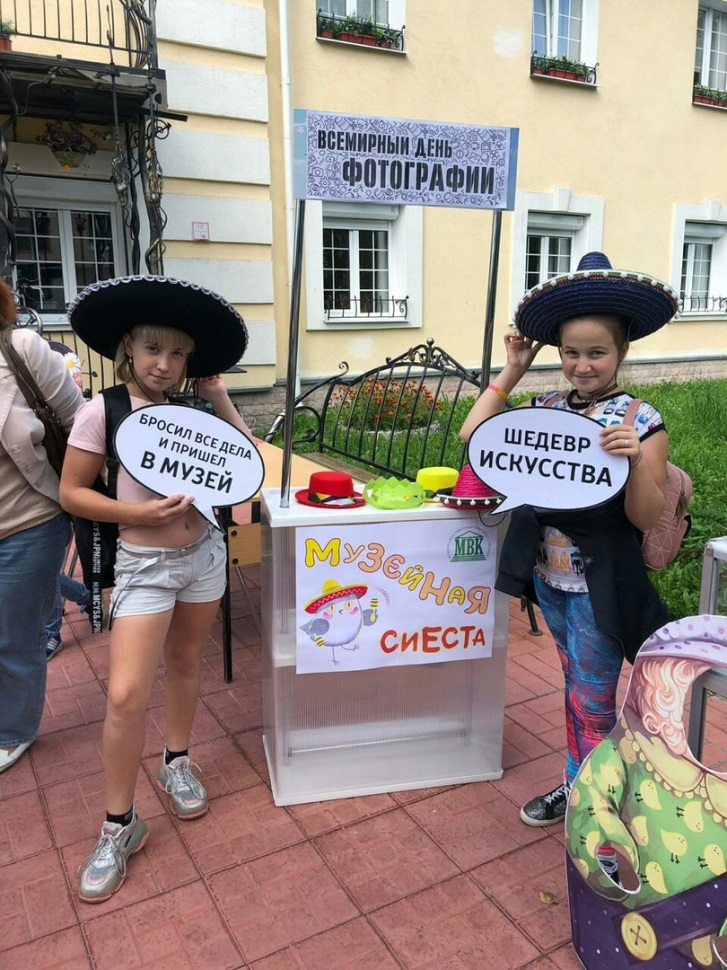 ВСЕМИРНЫЙ ДЕНЬ
ФОТОГРАФИИ
БРОСИЛ ВСЕ ДЕЛА
И ПРИШЕЛ
В МУЗЕЙ
ШЕДЕВР
ИСКУССТВА
МВК
МузЕйНая
сиЕСта